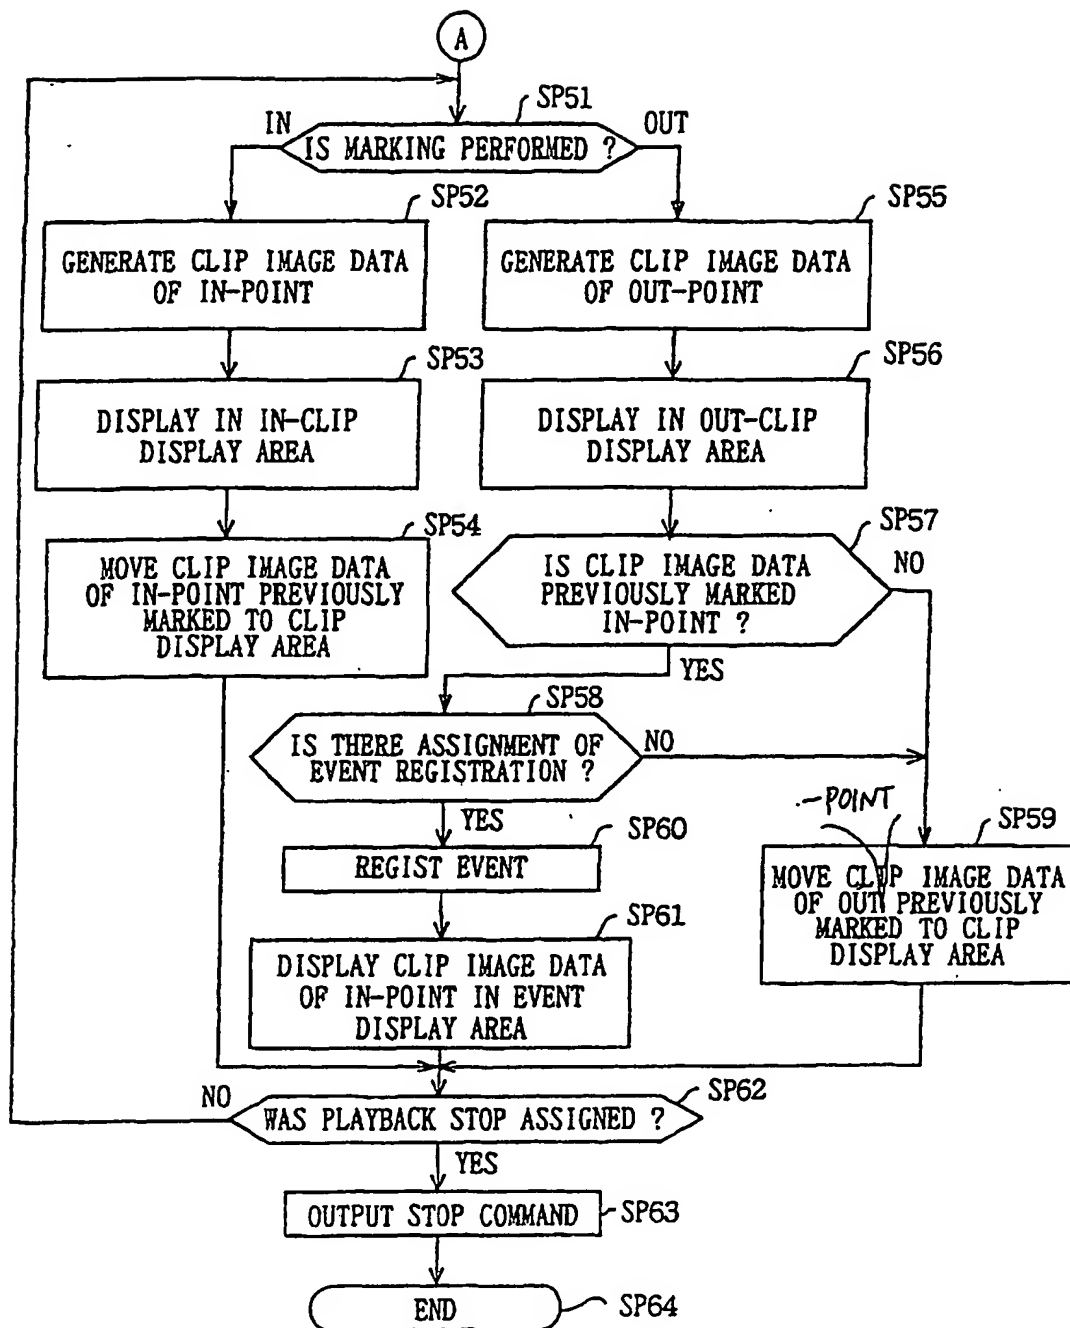 A
SP51
IN
OUT
IS MARKING PERFORMED ?
SP52
GENERATE CLIP IMAGE DATA
OF IN-POINT
SP53
DISPLAY IN IN-CLIP
DISPLAY AREA
SP54
MOVE CLIP IMAGE DATA
OF IN-POINT PREVIOUSLY
MARKED TO CLIP
DISPLAY AREA
SP55
GENERATE CLIP IMAGE DATA
OF OUT-POINT
SP56
DISPLAY IN OUT-CLIP
DISPLAY AREA
SP57
IS CLIP IMAGE DATA
PREVIOUSLY MARKED
IN-POINT ?
NO
YES
SP58
IS THERE ASSIGNMENT OF
EVENT REGISTRATION ?
NO
YES
-POINT
SP59
MOVE CLIP IMAGE DATA
OF OUT PREVIOUSLY
MARKED TO CLIP
DISPLAY AREA
SP60
REGIST EVENT
SP61
DISPLAY CLIP IMAGE DATA
OF IN-POINT IN EVENT
DISPLAY AREA
NO
SP62
WAS PLAYBACK STOP ASSIGNED ?
YES
OUTPUT STOP COMMAND
SP63
END
SP64